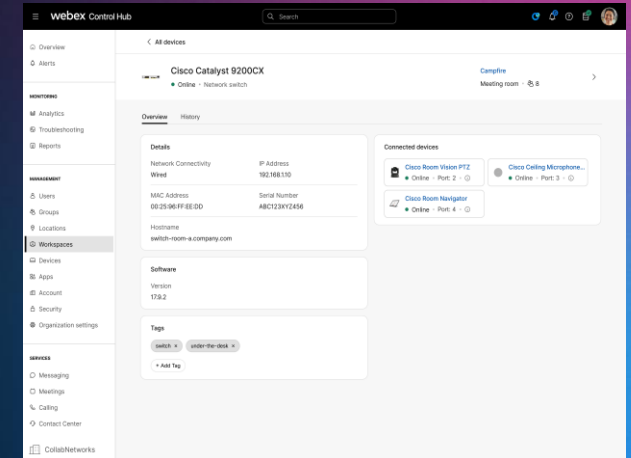 webex Control Hub
Search
Overview
Alerts
MONITORING
Analytics
Troubleshooting
Reports
MANAGEMENT
Users
Groups
Locations
Workspaces
Devices
Apps
Account
Security
Organization settings
SERVICES
Messaging
Meetings
Calling
Contact Center
CollabNetworks
All devices
Cisco Catalyst 9200CX
Online · Network switch
Campfire
Meeting room · 8
Overview History
Details
Network Connectivity IP Address
Wired 192.168.1.10
MAC Address Serial Number
00:25:96:FF:EE:DD ABC123XYZ456
Hostname
switch-room-a.company.com
Software
Version
17.9.2
Tags
switch × under-the-desk ×
+ Add Tag
Connected devices
Cisco Room Vision PTZ
Online · Port: 2
Cisco Ceiling Microphone...
Online · Port: 3
Cisco Room Navigator
Online · Port: 4